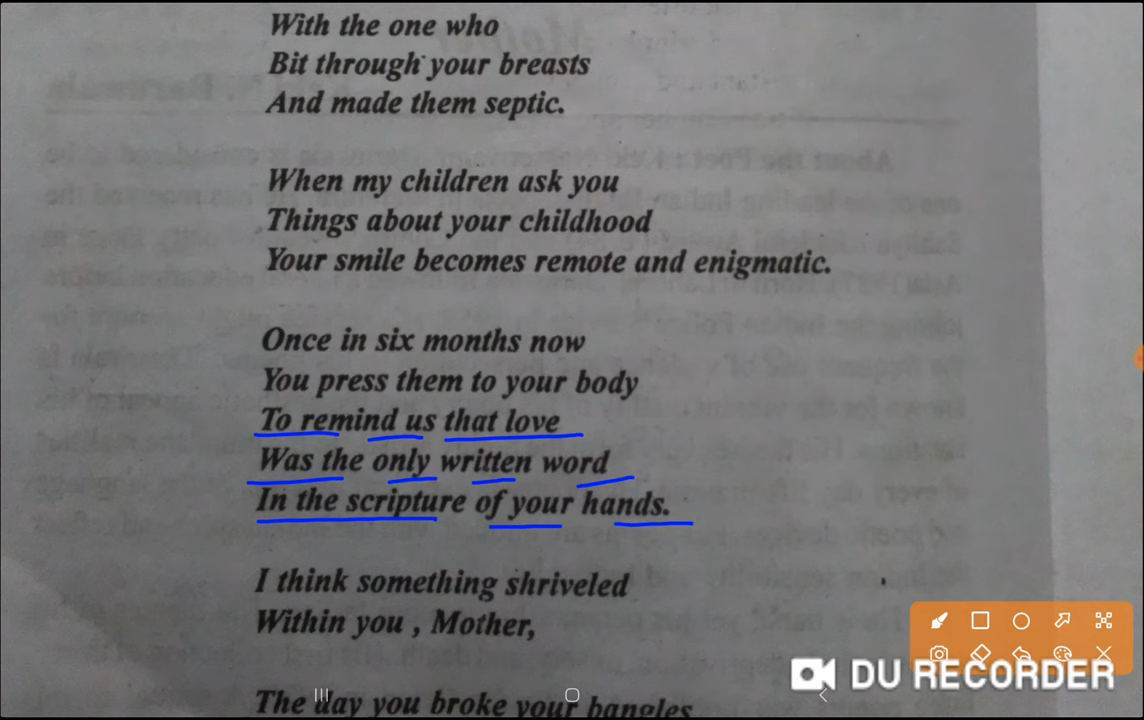 With the one who
Bit through your breasts
And made them septic.
When my children ask you
Things about your childhood
Your smile becomes remote and enigmatic.
Once in six months now
You press them to your body
To remind us that love
Was the only written word
In the scripture of your hands.
I think something shriveled
Within you , Mother,
The day you broke your bangles
DU RECORDER